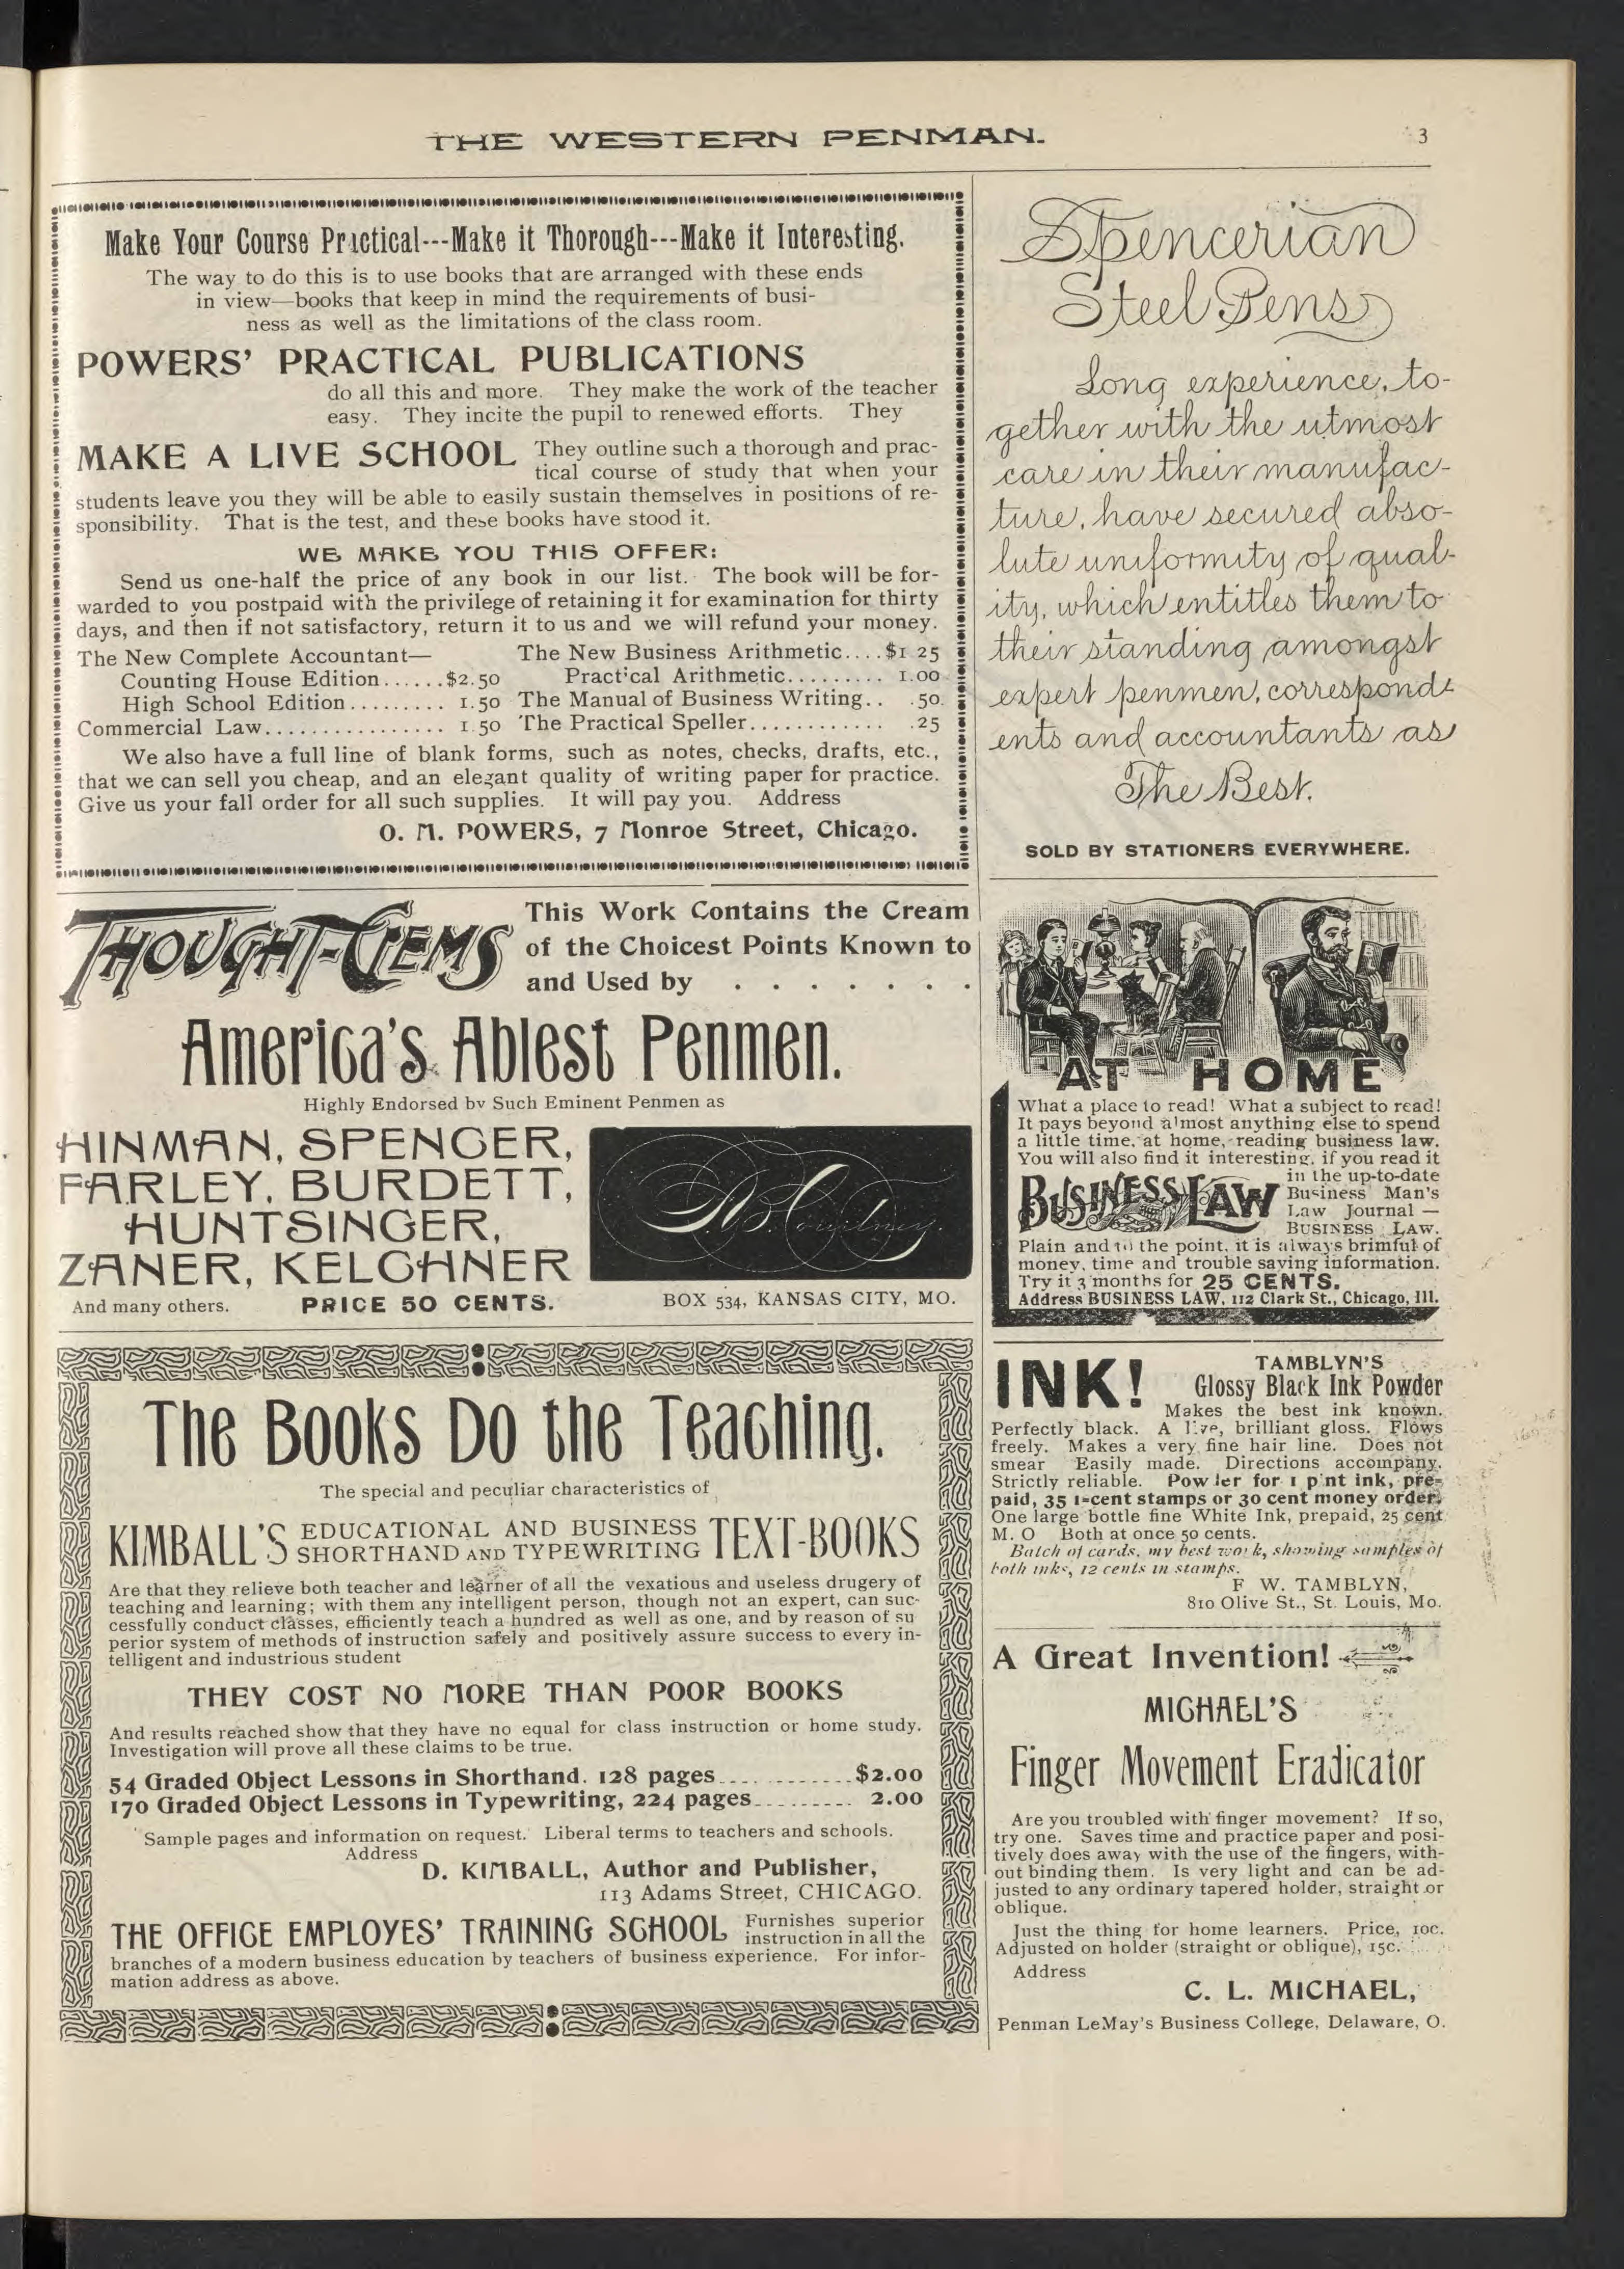 THE WESTERN PENMAN.
3
Make Your Course Practical---Make it Thorough---Make it Interesting.
The way to do this is to use books that are arranged with these ends
in view—books that keep in mind the requirements of busi-
ness as well as the limitations of the class room.
POWERS' PRACTICAL PUBLICATIONS
do all this and more. They make the work of the teacher
easy. They incite the pupil to renewed efforts. They
MAKE A LIVE SCHOOL They outline such a thorough and prac-
tical course of study that when your
students leave you they will be able to easily sustain themselves in positions of re-
sponsibility. That is the test, and these books have stood it.
WE MAKE YOU THIS OFFER:
Send us one-half the price of any book in our list. The book will be for-
warded to you postpaid with the privilege of retaining it for examination for thirty
days, and then if not satisfactory, return it to us and we will refund your money.
The New Complete Accountant— The New Business Arithmetic....$1 25
Counting House Edition......$2.50 Practical Arithmetic......... 1.00
High School Edition......... 1.50 The Manual of Business Writing.. .50
Commercial Law................ 1 50 The Practical Speller............ .25
We also have a full line of blank forms, such as notes, checks, drafts, etc.,
that we can sell you cheap, and an elegant quality of writing paper for practice.
Give us your fall order for all such supplies. It will pay you. Address
O. M. POWERS, 7 Monroe Street, Chicago.
THOUGHT-GEMS
This Work Contains the Cream
of the Choicest Points Known to
and Used by . . . . . . .
America's Ablest Penmen.
Highly Endorsed by Such Eminent Penmen as
HINMAN, SPENCER,
FARLEY, BURDETT,
HUNTSINGER,
ZANER, KELCHNER
And many others. PRICE 50 CENTS.
Courtney.
BOX 534, KANSAS CITY, MO.
The Books Do the Teaching.
The special and peculiar characteristics of
KIMBALL'S EDUCATIONAL AND BUSINESS
SHORTHAND AND TYPEWRITING TEXT-BOOKS
Are that they relieve both teacher and learner of all the vexatious and useless drugery of
teaching and learning; with them any intelligent person, though not an expert, can suc-
cessfully conduct classes, efficiently teach a hundred as well as one, and by reason of su
perior system of methods of instruction safely and positively assure success to every in-
telligent and industrious student
THEY COST NO MORE THAN POOR BOOKS
And results reached show that they have no equal for class instruction or home study.
Investigation will prove all these claims to be true.
54 Graded Object Lessons in Shorthand. 128 pages.... ........$2.00
170 Graded Object Lessons in Typewriting, 224 pages......... 2.00
Sample pages and information on request. Liberal terms to teachers and schools.
Address
D. KIMBALL, Author and Publisher,
113 Adams Street, CHICAGO.
THE OFFICE EMPLOYES' TRAINING SCHOOL Furnishes superior
instruction in all the
branches of a modern business education by teachers of business experience. For infor-
mation address as above.
Spencerian
Steel Pens
Long experience, to-
gether with the utmost
care in their manufac-
ture, have secured abso-
lute uniformity of qual-
ity, which entitles them to
their standing amongst
expert penmen, correspond-
ents and accountants as
The Best.
SOLD BY STATIONERS EVERYWHERE.
AT HOME
What a place to read! What a subject to read!
It pays beyond almost anything else to spend
a little time, at home, reading business law.
You will also find it interesting, if you read it
in the up-to-date
BUSINESS LAW Business Man's
Law Journal —
BUSINESS LAW.
Plain and to the point, it is always brimful of
money, time and trouble saving information.
Try it 3 months for 25 CENTS.
Address BUSINESS LAW, 112 Clark St., Chicago, Ill.
INK! TAMBLYN'S
Glossy Black Ink Powder
Makes the best ink known.
Perfectly black. A live, brilliant gloss. Flows
freely. Makes a very fine hair line. Does not
smear Easily made. Directions accompany.
Strictly reliable. Powder for 1 pint ink, pre-
paid, 35 1-cent stamps or 30 cent money order.
One large bottle fine White Ink, prepaid, 25 cent
M. O Both at once 50 cents.
Batch of cards, my best work, showing samples of
both inks, 12 cents in stamps.
F W. TAMBLYN,
810 Olive St., St. Louis, Mo.
A Great Invention!
MICHAEL'S
Finger Movement Eradicator
Are you troubled with finger movement? If so,
try one. Saves time and practice paper and posi-
tively does away with the use of the fingers, with-
out binding them. Is very light and can be ad-
justed to any ordinary tapered holder, straight or
oblique.
Just the thing for home learners. Price, 10c.
Adjusted on holder (straight or oblique), 15c.
Address
C. L. MICHAEL,
Penman LeMay's Business College, Delaware, O.